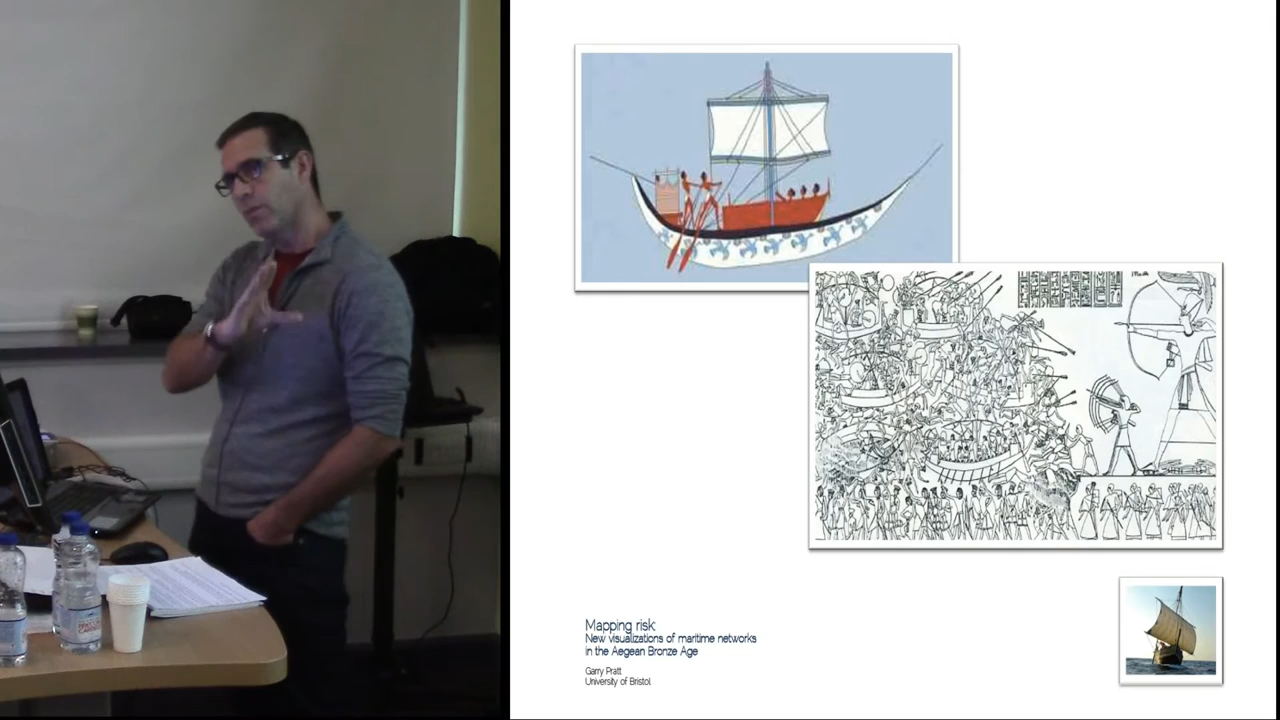 Mapping risk:
New visualizations of maritime networks
in the Aegean Bronze Age
Garry Pratt
University of Bristol